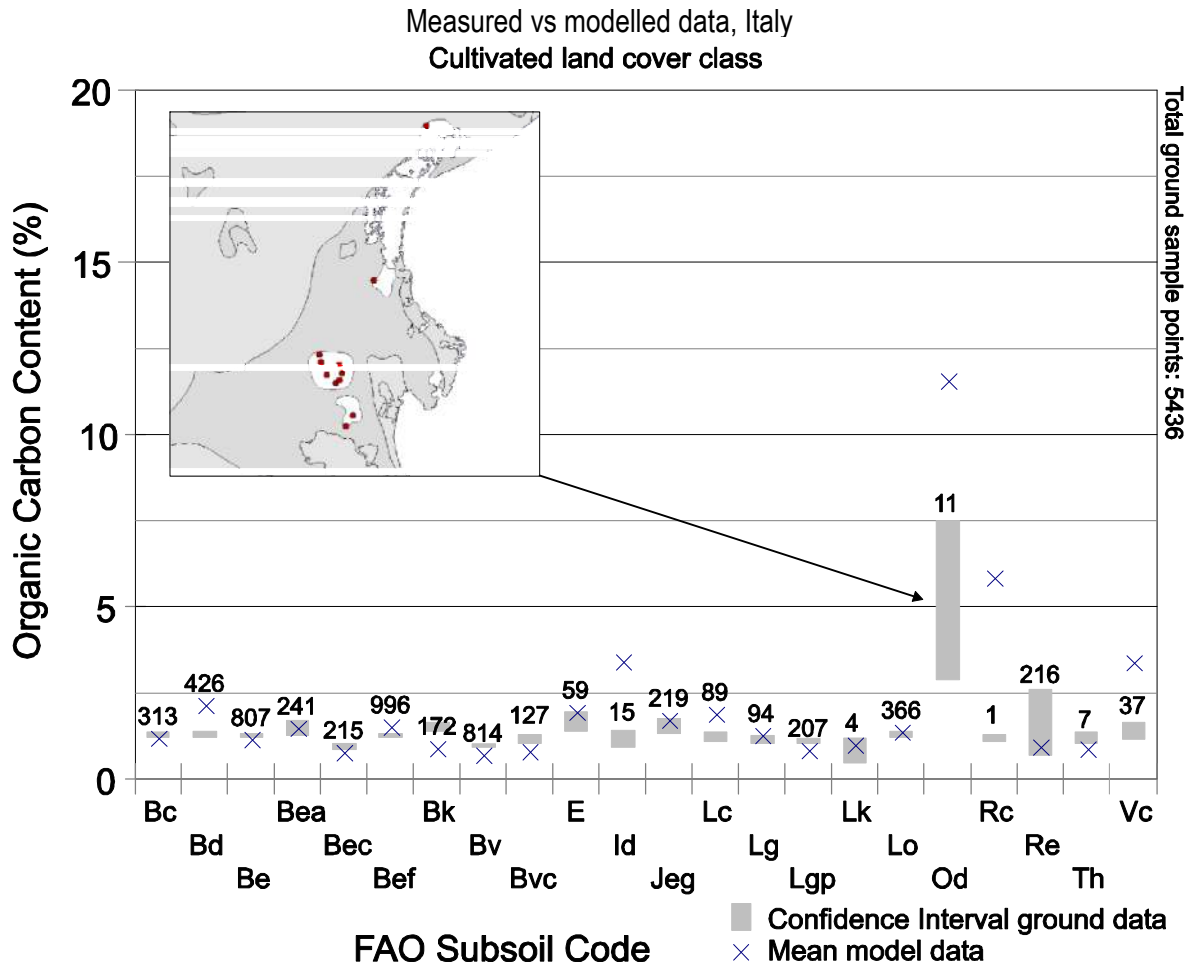 Measured vs modelled data, Italy
Cultivated land cover class
Organic Carbon Content (%)
20
15
10
5
0
Total ground sample points: 5436
313
426
807
241
215
996
172
814
127
59
15
219
89
94
207
4
366
11
1
216
7
37
Bc
Bd
Be
Bea
Bec
Bef
Bk
Bv
Bvc
E
Id
Jeg
Lc
Lg
Lgp
Lk
Lo
Od
Rc
Re
Th
Vc
FAO Subsoil Code
Confidence Interval ground data
Mean model data